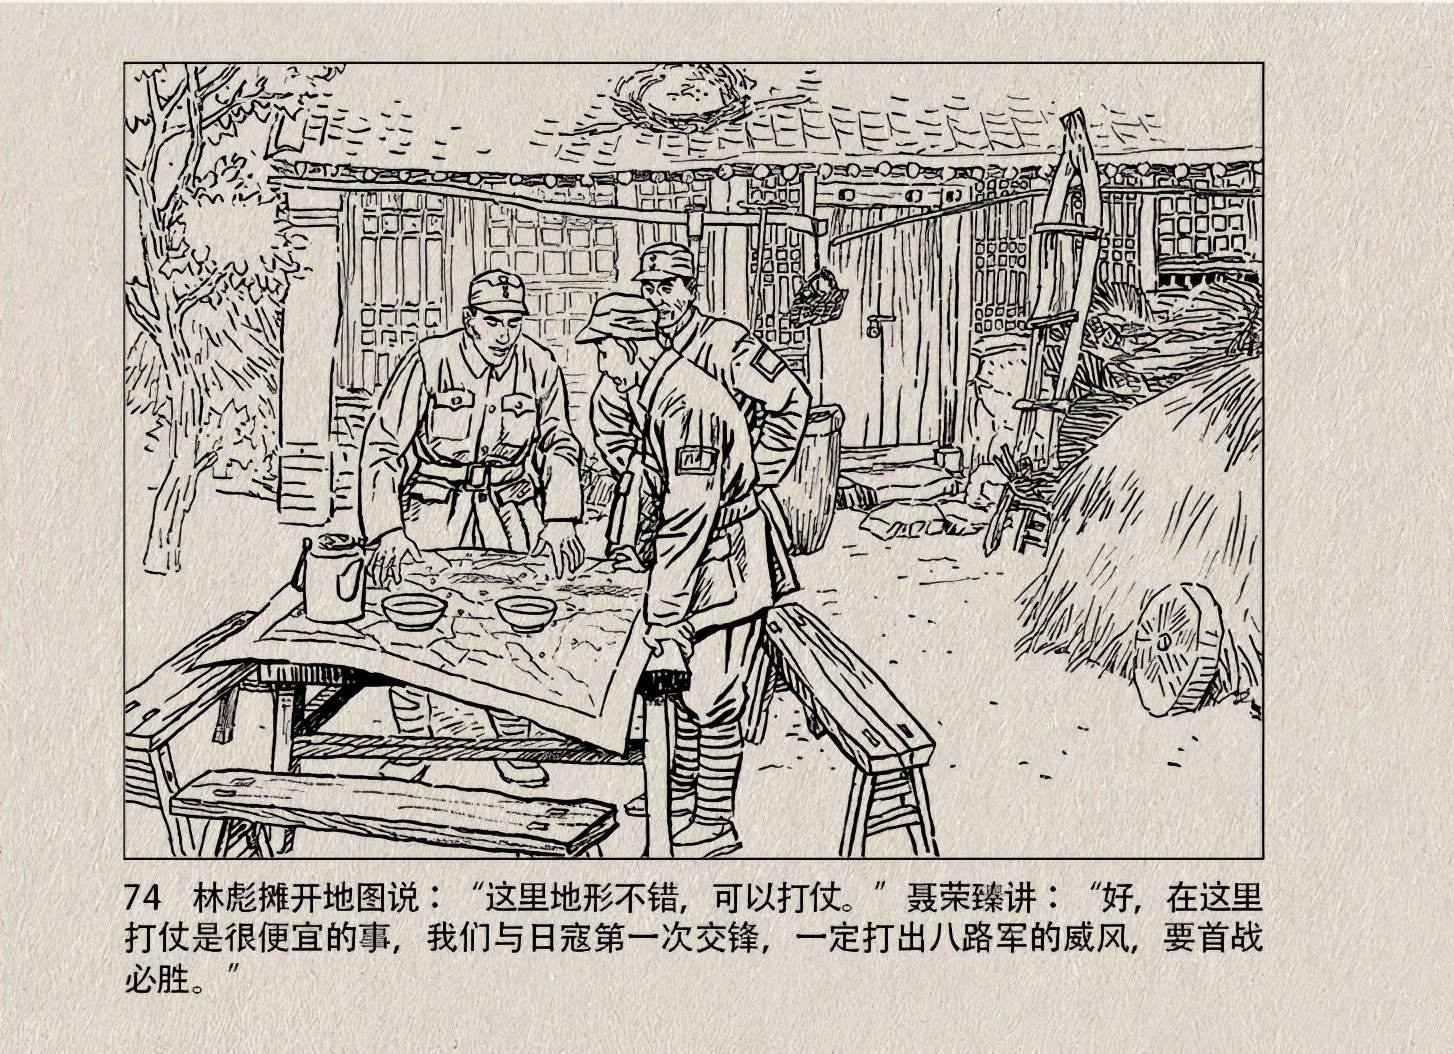 74 林彪摊开地图说：“这里地形不错，可以打仗。”聂荣臻讲：“好，在这里
打仗是很便宜的事，我们与日寇第一次交锋，一定打出八路军的威风，要首战
必胜。”